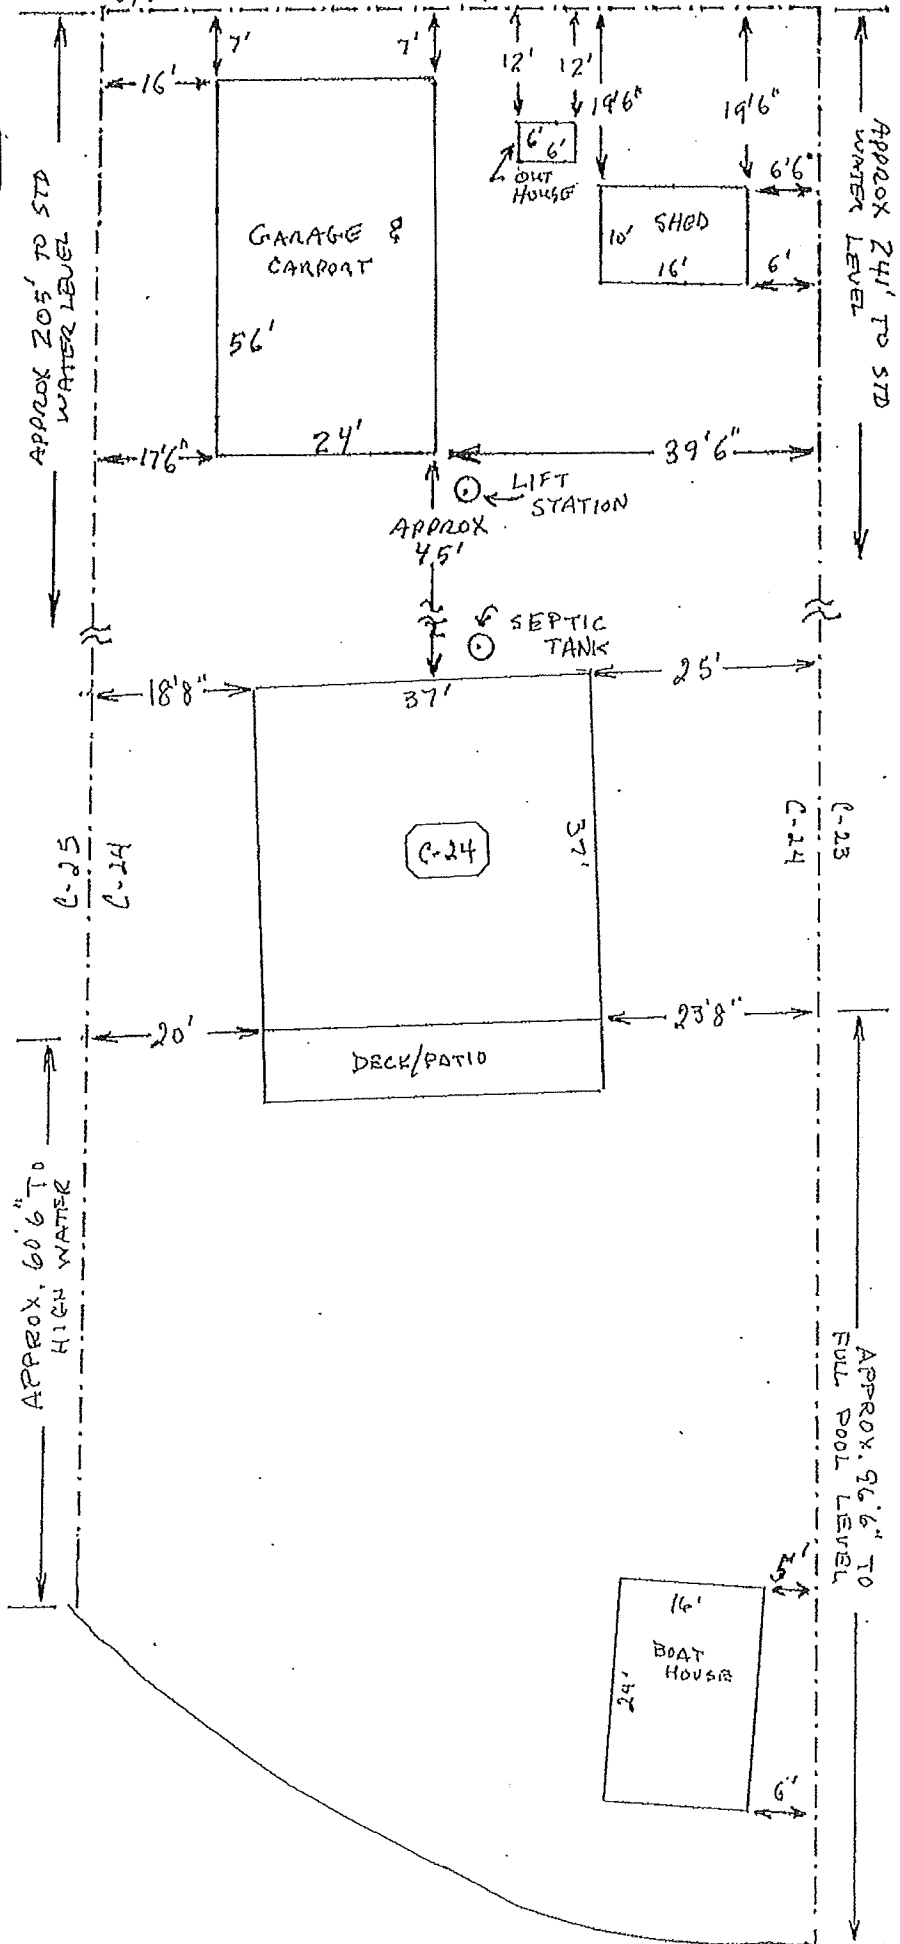 7'
7'
12'
12'
19'6"
19'6"
16'
6'
6'
OUT
HOUSE
6'6"
SHED
10'
16'
6'
GARAGE &
CARPORT
56'
24'
APPROX 205' TO STD
WATER LEVEL
APPROX 241' TO STD
WATER LEVEL
17'6"
39'6"
LIFT
STATION
APPROX
45'
SEPTIC
TANK
18'8"
37'
25'
C-24
37'
C-25
C-24
C-24
C-23
20'
23'8"
DECK/PATIO
APPROX. 60'6" TO
HIGH WATER
APPROX. 96'6" TO
FULL POOL LEVEL
5'
16'
BOAT
HOUSE
24'
6"